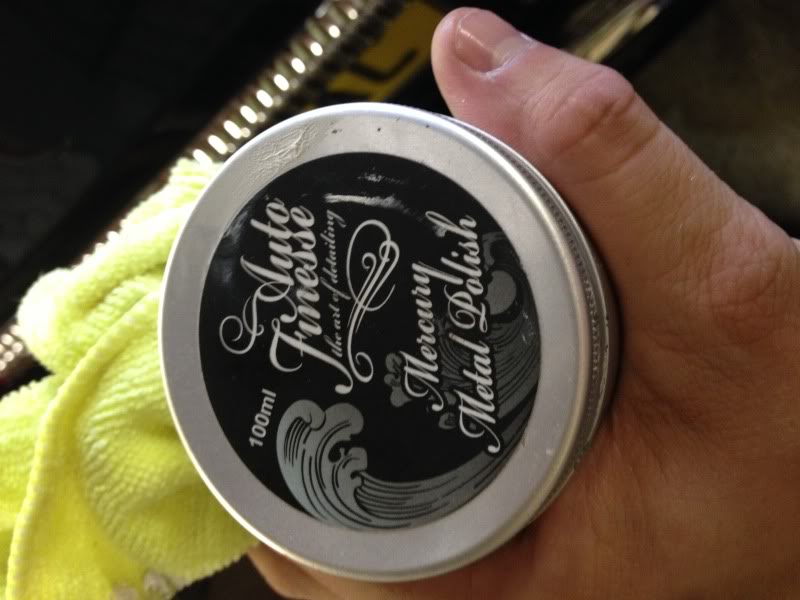 Auto
Finesse
the art of detailing
Mercury
Metal Polish
100ml